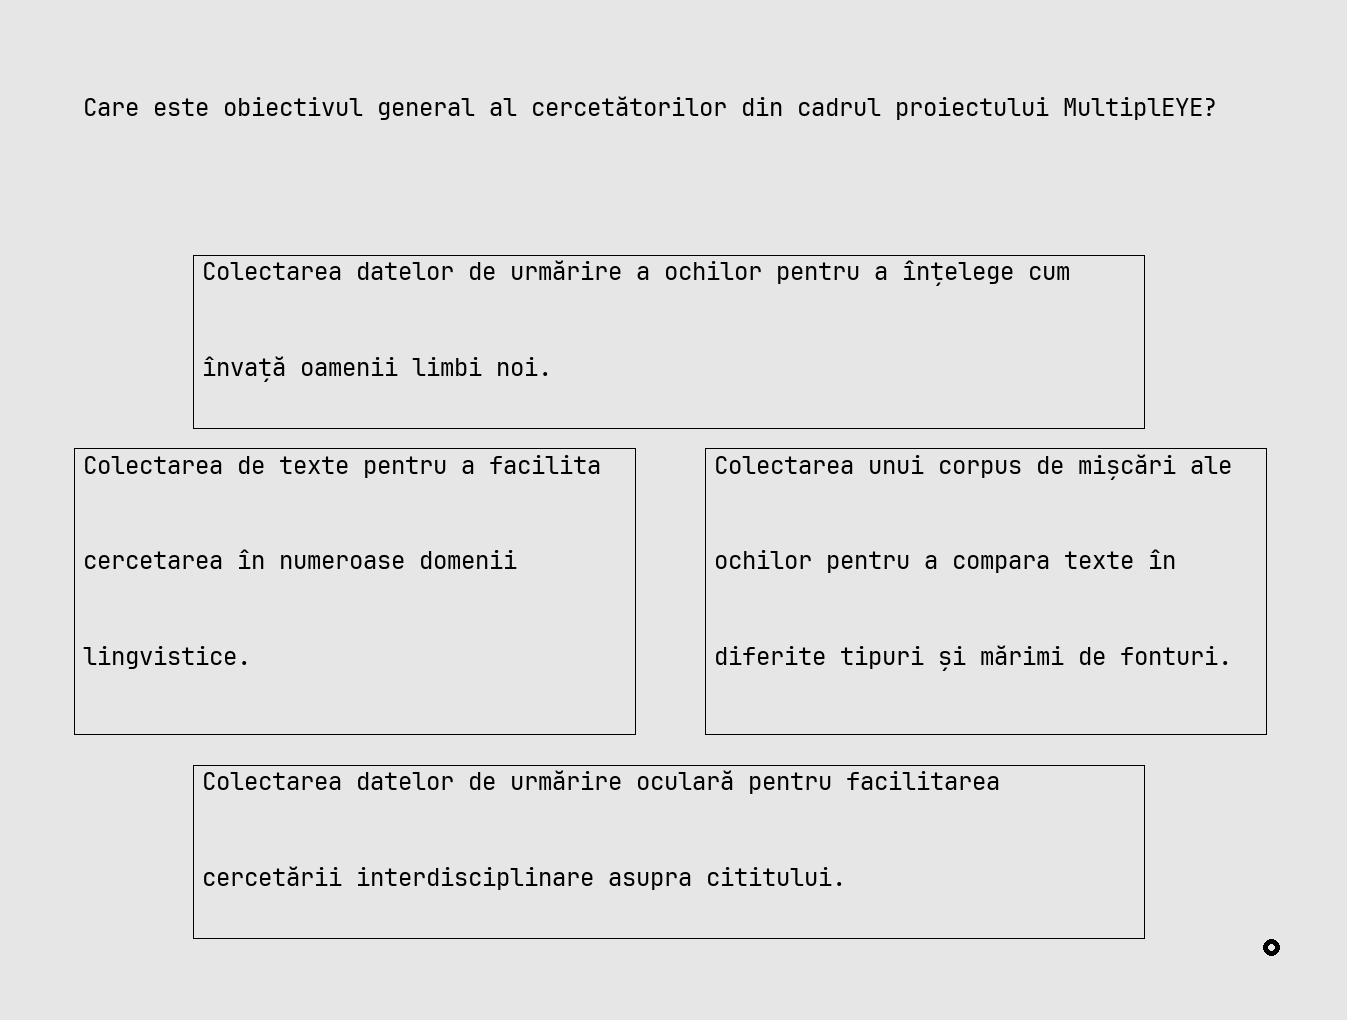 Care este obiectivul general al cercetătorilor din cadrul proiectului MultiplEYE?
Colectarea datelor de urmărire a ochilor pentru a înțelege cum
învață oamenii limbi noi.
Colectarea de texte pentru a facilita
cercetarea în numeroase domenii
lingvistice.
Colectarea unui corpus de mișcări ale
ochilor pentru a compara texte în
diferite tipuri și mărimi de fonturi.
Colectarea datelor de urmărire oculară pentru facilitarea
cercetării interdisciplinare asupra cititului.